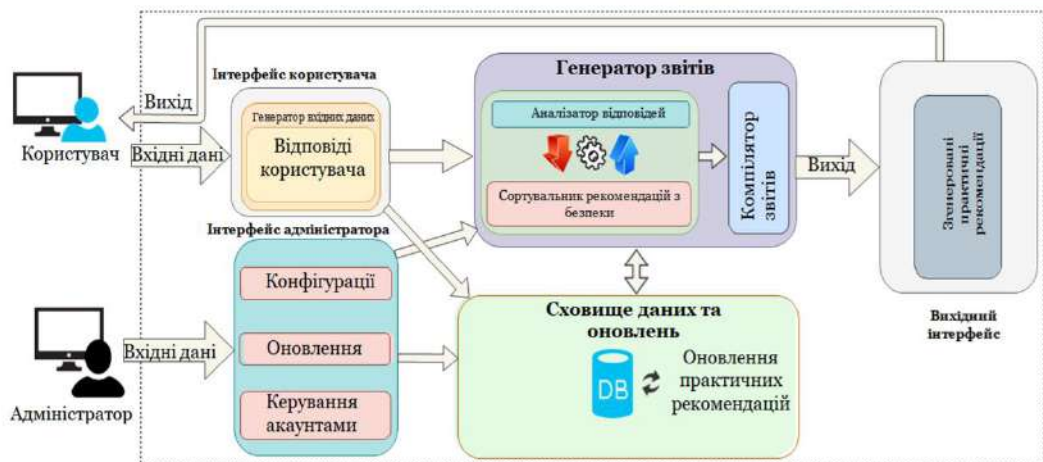 Інтерфейс користувача
Генератор звітів
Вихід
Генератор вхідних даних
Відповіді
користувача
Аналізатор відповідей
Сортувальник рекомендацій з
безпеки
Компілятор
звітів
Вихід
Згенеровані
практичні
рекомендації
Вихідний
інтерфейс
Користувач
Вхідні дані
Інтерфейс адміністратора
Конфігурації
Оновлення
Керування
акаунтами
Вхідні дані
Адміністратор
Сховище даних та
оновлень
DB
Оновлення
практичних
рекомендацій